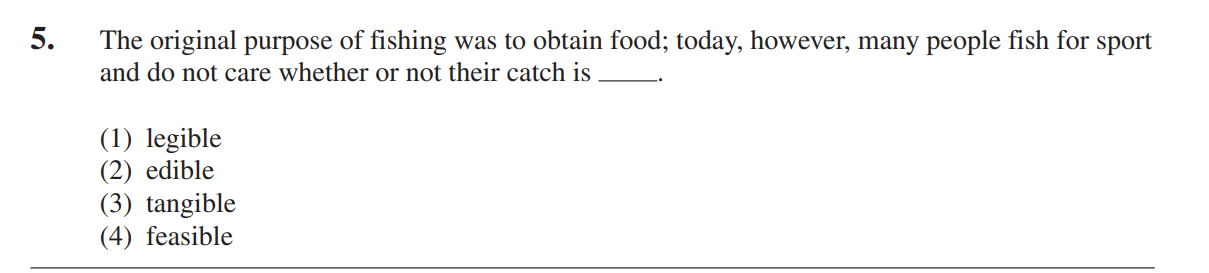 5. The original purpose of fishing was to obtain food; today, however, many people fish for sport
and do not care whether or not their catch is _____.
(1) legible
(2) edible
(3) tangible
(4) feasible